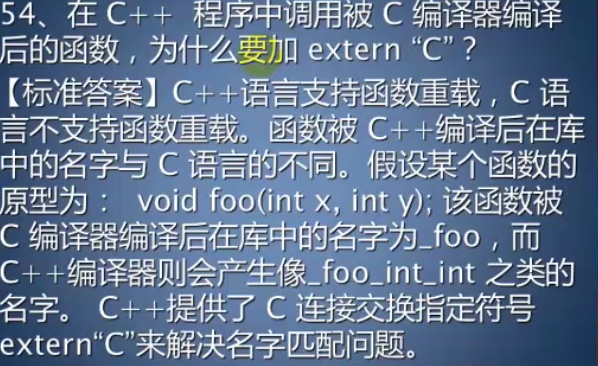 54、在 C++ 程序中调用被 C 编译器编译
后的函数，为什么要加 extern “C”？
【标准答案】C++语言支持函数重载，C 语
言不支持函数重载。函数被 C++编译后在库
中的名字与 C 语言的不同。假设某个函数的
原型为： void foo(int x, int y); 该函数被
C 编译器编译后在库中的名字为_foo，而
C++编译器则会产生像_foo_int_int 之类的
名字。 C++提供了 C 连接交换指定符号
extern“C”来解决名字匹配问题。